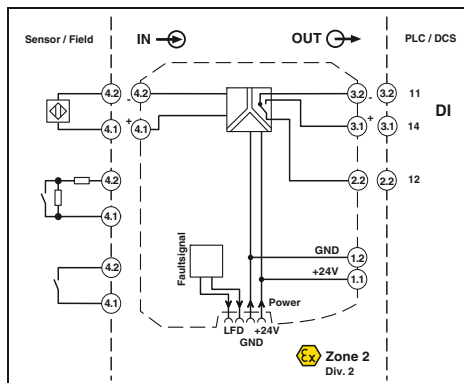 Sensor / Field
IN
OUT
PLC / DCS
4.2
4.2
-
3.2
-
3.2
11
DI
4.1
+
4.1
3.1
+
3.1
14
4.2
2.2
2.2
12
4.1
4.2
4.1
Faultsignal
GND
1.2
+24V
1.1
Power
LFD
+24V
GND
Ex
Zone 2
Div. 2